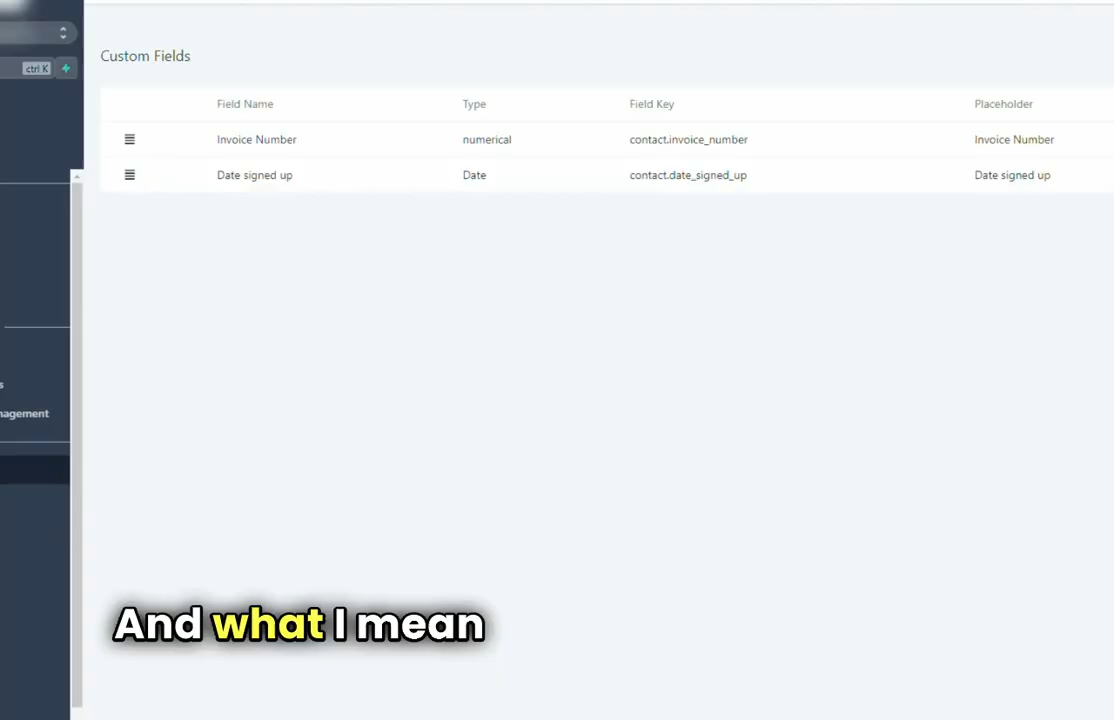 ctrl K
Custom Fields
Field Name Type Field Key Placeholder
Invoice Number numerical contact.invoice_number Invoice Number
Date signed up Date contact.date_signed_up Date signed up
s
nagement
And what I mean